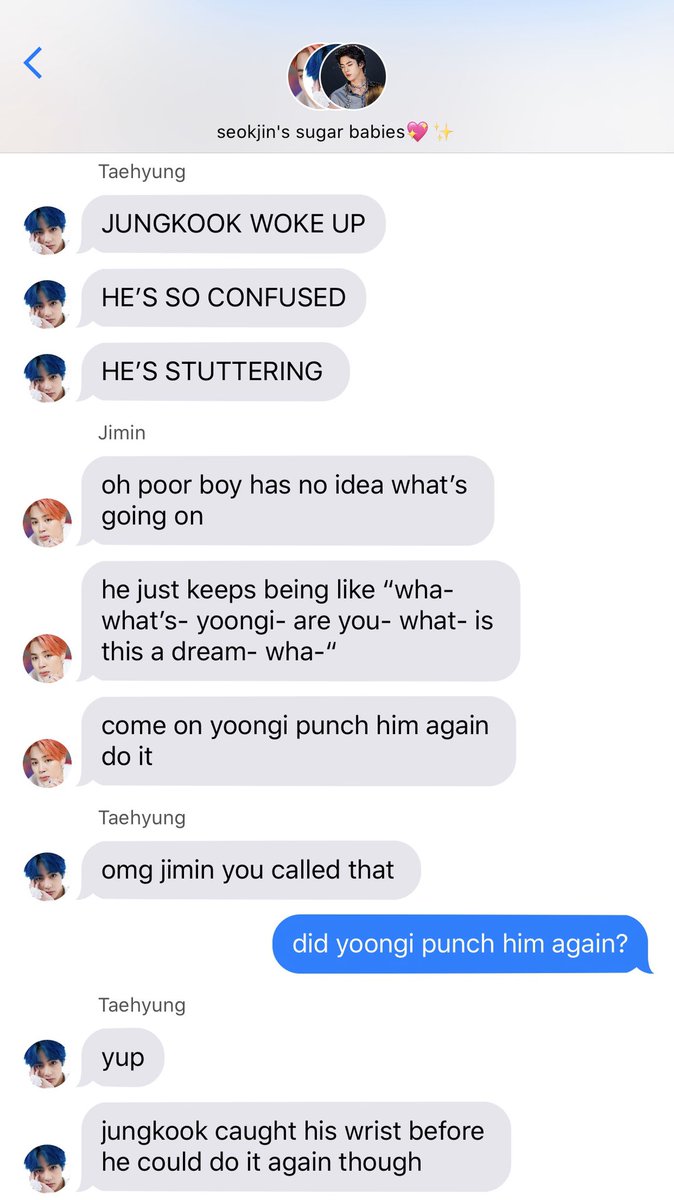 seokjin's sugar babies💖✨
Taehyung
JUNGKOOK WOKE UP
HE’S SO CONFUSED
HE’S STUTTERING
Jimin
oh poor boy has no idea what’s
going on
he just keeps being like “wha-
what’s- yoongi- are you- what- is
this a dream- wha-“
come on yoongi punch him again
do it
Taehyung
omg jimin you called that
did yoongi punch him again?
Taehyung
yup
jungkook caught his wrist before
he could do it again though